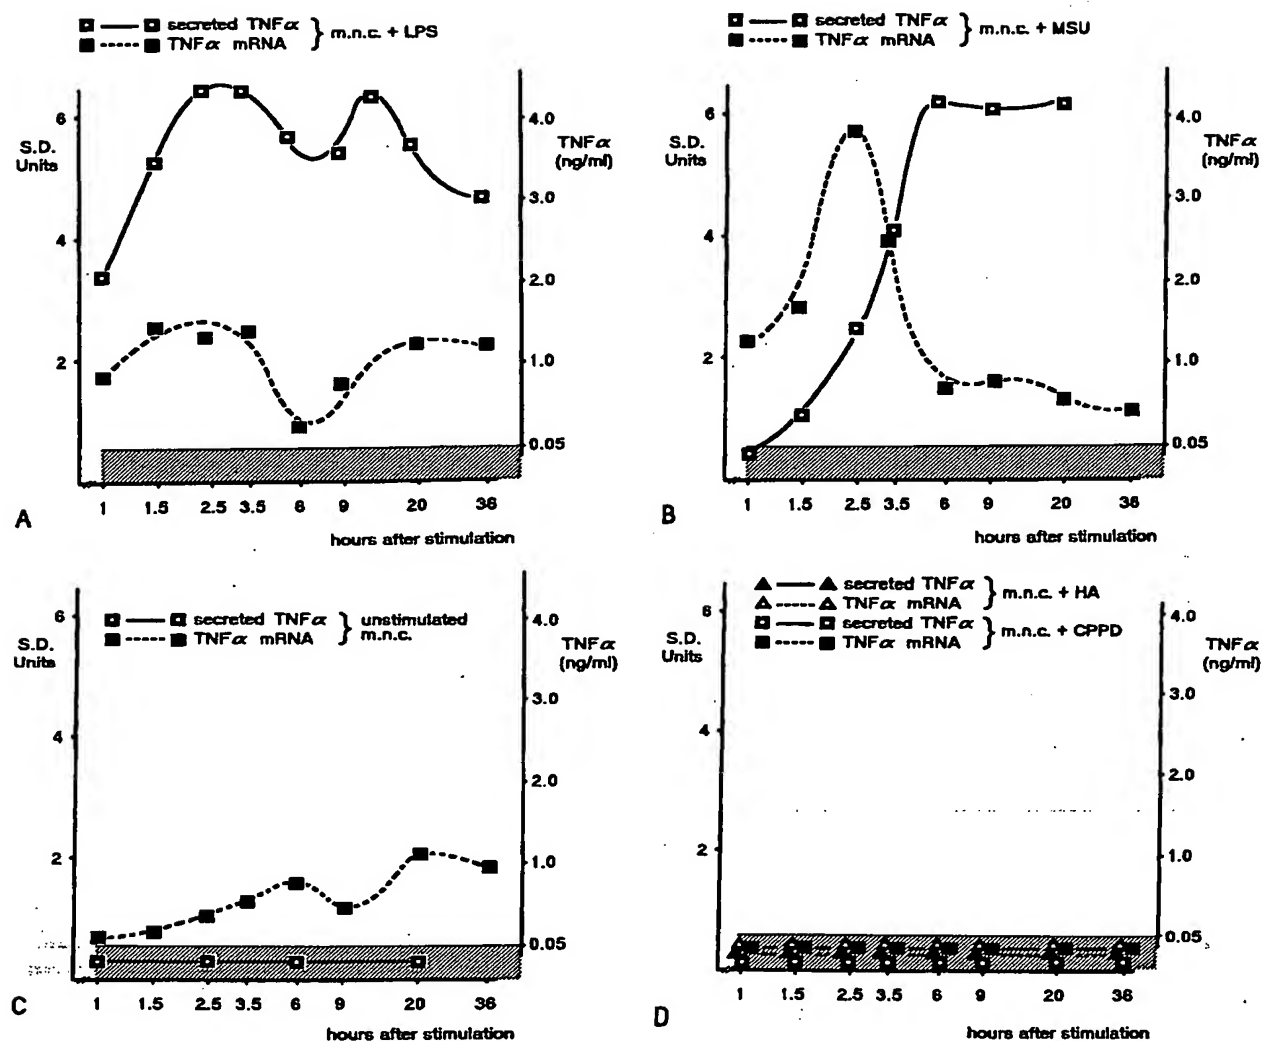 secreted TNFα } m.n.c. + LPS
TNFα mRNA
6
4
2
S.D.
Units
4.0
3.0
2.0
1.0
0.05
TNFα
(ng/ml)
1 1.5 2.5 3.5 6 9 20 36
A
hours after stimulation
secreted TNFα } m.n.c. + MSU
TNFα mRNA
6
4
2
S.D.
Units
4.0
3.0
2.0
1.0
0.05
TNFα
(ng/ml)
1 1.5 2.5 3.5 6 9 20 36
B
hours after stimulation
secreted TNFα } unstimulated
TNFα mRNA m.n.c.
6
4
2
S.D.
Units
4.0
3.0
2.0
1.0
0.05
TNFα
(ng/ml)
1 1.5 2.5 3.5 6 9 20 36
C
hours after stimulation
secreted TNFα } m.n.c. + HA
TNFα mRNA
secreted TNFα } m.n.c. + CPPD
TNFα mRNA
6
4
2
S.D.
Units
4.0
3.0
2.0
1.0
0.05
TNFα
(ng/ml)
1 1.5 2.5 3.5 6 9 20 36
D
hours after stimulation